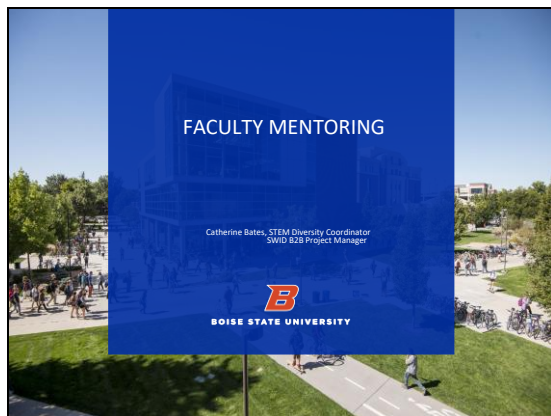 FACULTY MENTORING
Catherine Bates, STEM Diversity Coordinator
SWID B2B Project Manager
B
BOISE STATE UNIVERSITY